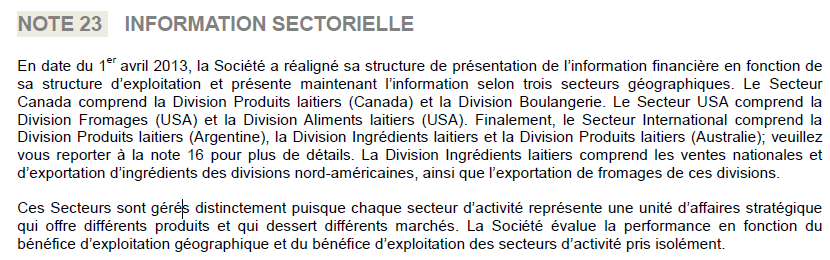 NOTE 23 INFORMATION SECTORIELLE
En date du 1er avril 2013, la Société a réaligné sa structure de présentation de l'information financière en fonction de
sa structure d'exploitation et présente maintenant l'information selon trois secteurs géographiques. Le Secteur
Canada comprend la Division Produits laitiers (Canada) et la Division Boulangerie. Le Secteur USA comprend la
Division Fromages (USA) et la Division Aliments laitiers (USA). Finalement, le Secteur International comprend la
Division Produits laitiers (Argentine), la Division Ingrédients laitiers et la Division Produits laitiers (Australie); veuillez
vous reporter à la note 16 pour plus de détails. La Division Ingrédients laitiers comprend les ventes nationales et
d'exportation d'ingrédients des divisions nord-américaines, ainsi que l'exportation de fromages de ces divisions.
Ces Secteurs sont gérés distinctement puisque chaque secteur d'activité représente une unité d'affaires stratégique
qui offre différents produits et qui dessert différents marchés. La Société évalue la performance en fonction du
bénéfice d'exploitation géographique et du bénéfice d'exploitation des secteurs d'activité pris isolément.